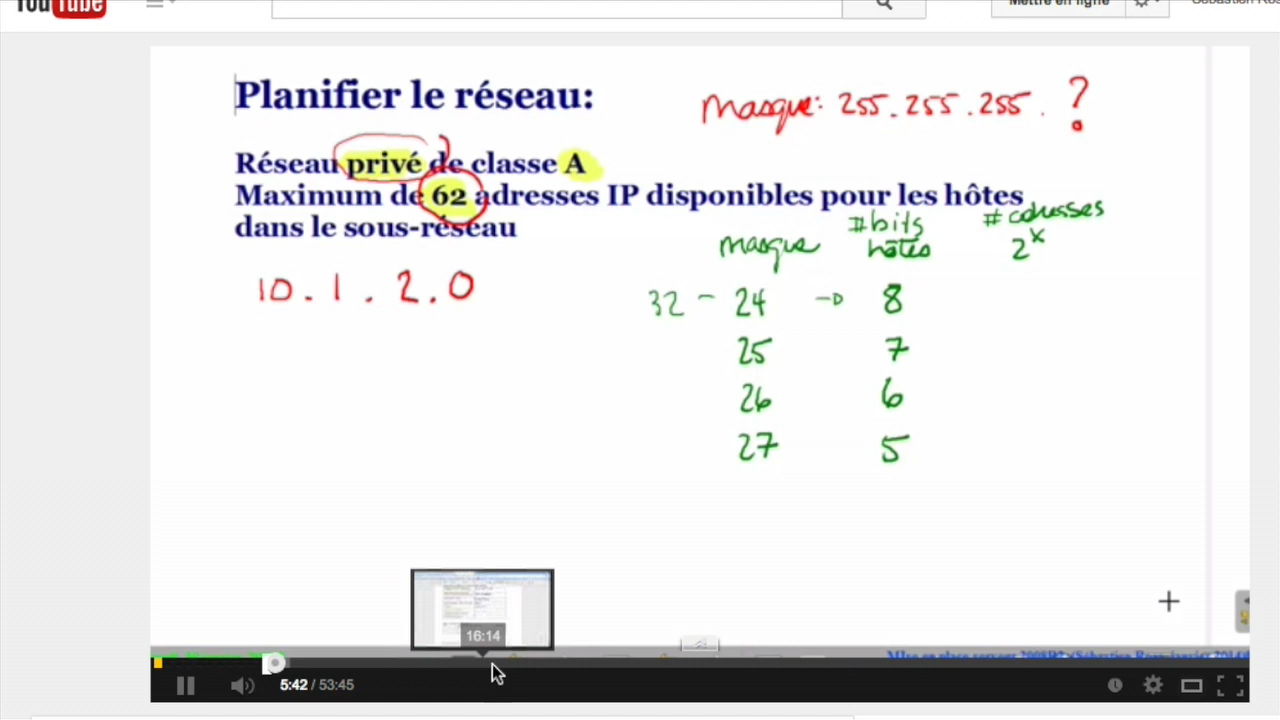 YouTube
Mettre en ligne
Planifier le réseau:
masque: 255.255.255. ?
Réseau privé de classe A
Maximum de 62 adresses IP disponibles pour les hôtes
dans le sous-réseau
masque
#bits
hôtes
#adresses
2^x
10.1.2.0
32 - 24 → 8
25 7
26 6
27 5
16:14
5:42 / 53:45